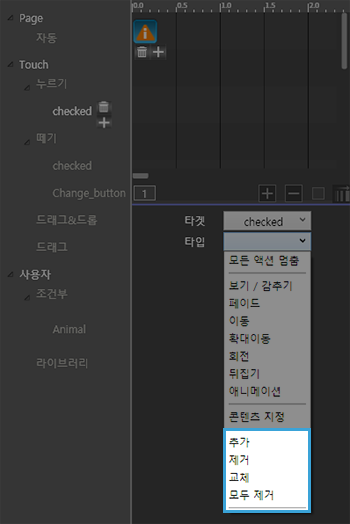 Page
자동
Touch
누르기
checked
떼기
checked
Change_button
드래그&드롭
드래그
사용자
조건부
Animal
라이브러리
0.0 0.5 1.0 1.5 2.0
1
타겟 checked
타입
모든 액션 멈춤
보기 / 감추기
페이드
이동
확대이동
회전
뒤집기
애니메이션
콘텐츠 지정
추가
제거
교체
모두 제거